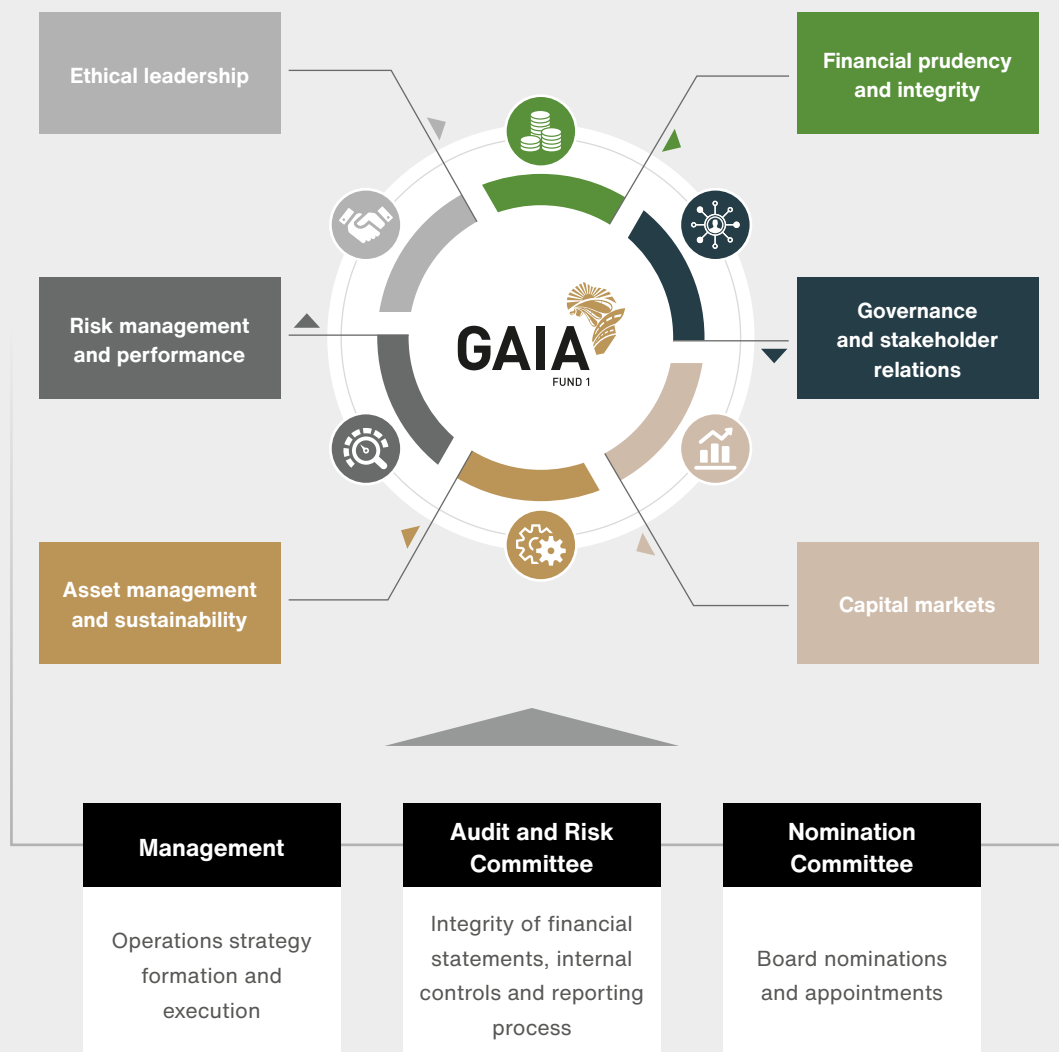 Ethical leadership
Financial prudency
and integrity
Risk management
and performance
GAIA
FUND 1
Governance
and stakeholder
relations
Asset management
and sustainability
Capital markets
Management
Operations strategy
formation and
execution
Audit and Risk
Committee
Integrity of financial
statements, internal
controls and reporting
process
Nomination
Committee
Board nominations
and appointments